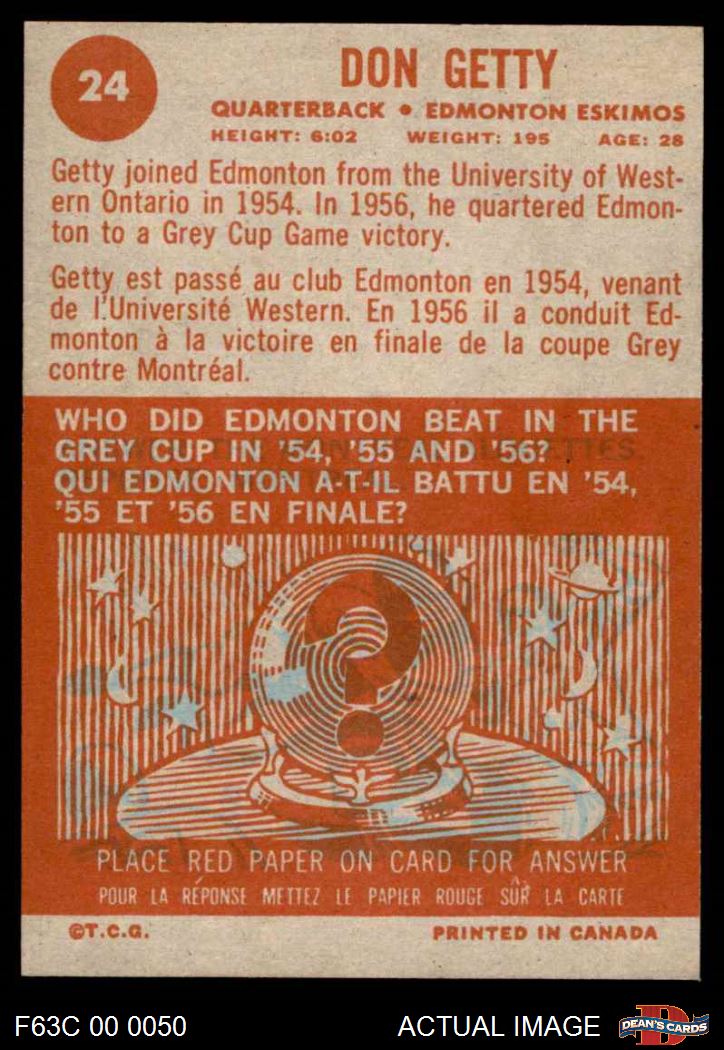 24
DON GETTY
QUARTERBACK • EDMONTON ESKIMOS
HEIGHT: 6:02 WEIGHT: 195 AGE: 28
Getty joined Edmonton from the University of West-
ern Ontario in 1954. In 1956, he quartered Edmon-
ton to a Grey Cup Game victory.
Getty est passé au club Edmonton en 1954, venant
de l'Université Western. En 1956 il a conduit Ed-
monton à la victoire en finale de la coupe Grey
contre Montréal.
WHO DID EDMONTON BEAT IN THE
GREY CUP IN '54, '55 AND '56?
QUI EDMONTON A-T-IL BATTU EN '54,
'55 ET '56 EN FINALE?
?
PLACE RED PAPER ON CARD FOR ANSWER
POUR LA RÉPONSE METTEZ LE PAPIER ROUGE SÛR LA CARTE
©T.C.G. PRINTED IN CANADA
F63C 00 0050 ACTUAL IMAGE DEAN'S CARDS